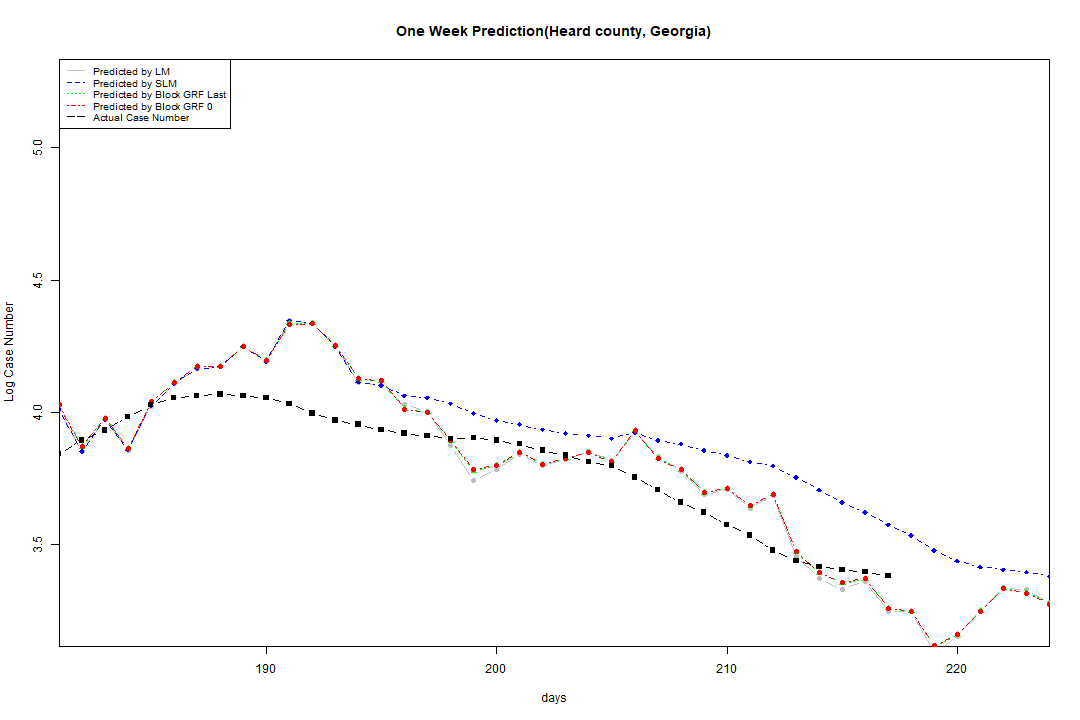 One Week Prediction(Heard county, Georgia)
Predicted by LM
Predicted by SLM
Predicted by Block GRF Last
Predicted by Block GRF 0
Actual Case Number
5.0
4.5
4.0
3.5
Log Case Number
190 200 210 220
days